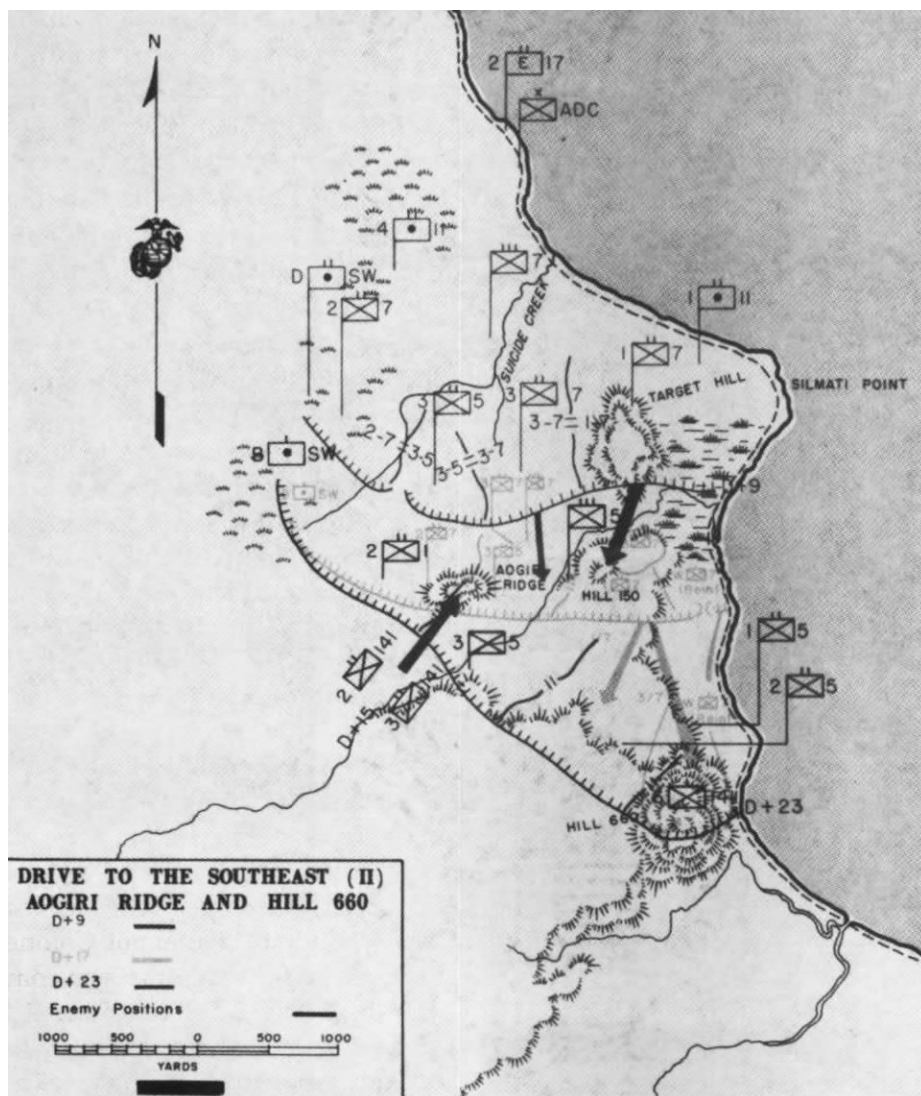 N
2 E 17
ADC
4 11
D SW
7
2 7
SUICIDE CREEK
1 11
1 7
TARGET HILL
SILMATI POINT
3 5
3 7
2-7=3-5
3-5=3-7
B SW
D+9
5
2 1
AOGIRI
RIDGE
HILL 150
3 5
1 5
2 141
3 141
2 5
D+15
3/7
D+23
DRIVE TO THE SOUTHEAST (II)
AOGIRI RIDGE AND HILL 660
D+9
D+17
D+23
Enemy Positions
1000 500 0 500 1000
YARDS